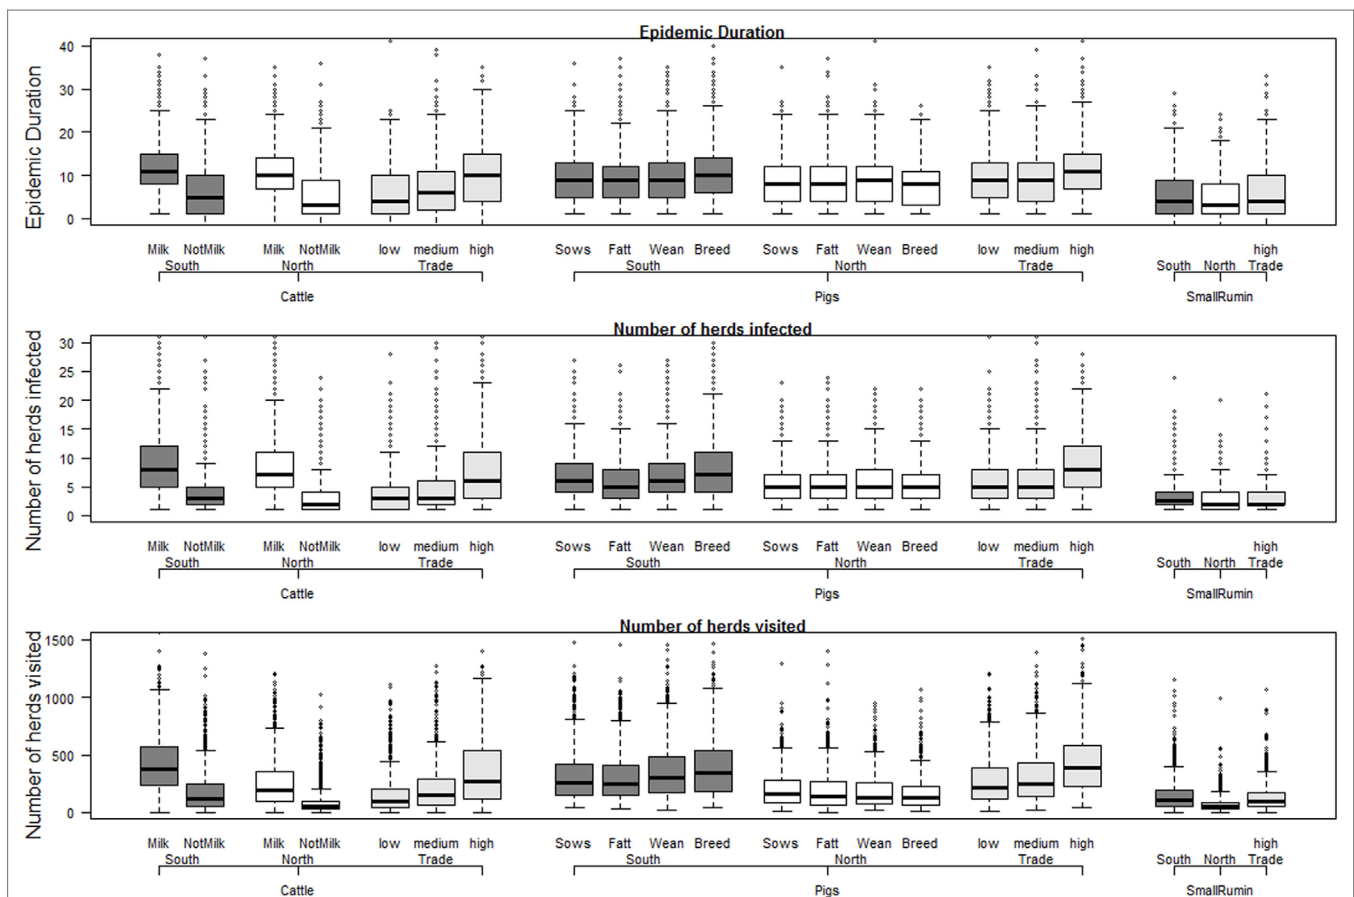 Epidemic Duration
Epidemic Duration
40
30
20
10
0
Milk NotMilk Milk NotMilk low medium high Sows Fatt Wean Breed Sows Fatt Wean Breed low medium high high
South North Trade South North Trade South North Trade
Cattle Pigs SmallRumin
Number of herds infected
Number of herds infected
30
25
20
15
10
5
0
Milk NotMilk Milk NotMilk low medium high Sows Fatt Wean Breed Sows Fatt Wean Breed low medium high high
South North Trade South North Trade South North Trade
Cattle Pigs SmallRumin
Number of herds visited
Number of herds visited
1500
1000
500
0
Milk NotMilk Milk NotMilk low medium high Sows Fatt Wean Breed Sows Fatt Wean Breed low medium high high
South North Trade South North Trade South North Trade
Cattle Pigs SmallRumin